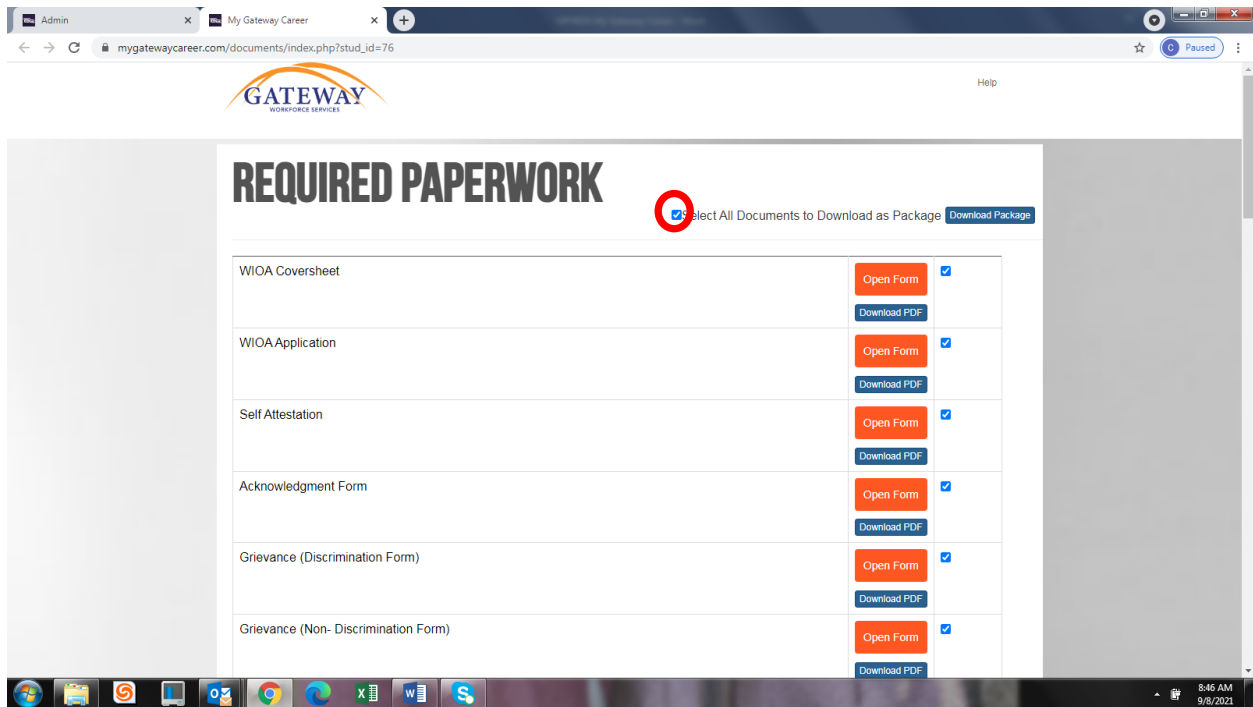 Admin
My Gateway Career
mygatewaycareer.com/documents/index.php?stud_id=76
C Paused
GATEWAY
WORKFORCE SERVICES
Help
REQUIRED PAPERWORK
Select All Documents to Download as Package Download Package
WIOA Coversheet
Open Form
Download PDF
WIOA Application
Open Form
Download PDF
Self Attestation
Open Form
Download PDF
Acknowledgment Form
Open Form
Download PDF
Grievance (Discrimination Form)
Open Form
Download PDF
Grievance (Non- Discrimination Form)
Open Form
Download PDF
8:46 AM
9/8/2021